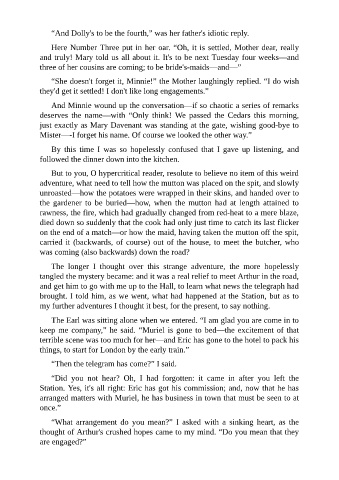 “And Dolly's to be the fourth,” was her father's idiotic reply.
Here Number Three put in her oar. “Oh, it is settled, Mother dear, really
and truly! Mary told us all about it. It's to be next Tuesday four weeks—and
three of her cousins are coming; to be bride's-maids—and—”
“She doesn't forget it, Minnie!” the Mother laughingly replied. “I do wish
they'd get it settled! I don't like long engagements.”
And Minnie wound up the conversation—if so chaotic a series of remarks
deserves the name—with “Only think! We passed the Cedars this morning,
just exactly as Mary Davenant was standing at the gate, wishing good-bye to
Mister—-I forget his name. Of course we looked the other way.”
By this time I was so hopelessly confused that I gave up listening, and
followed the dinner down into the kitchen.
But to you, O hypercritical reader, resolute to believe no item of this weird
adventure, what need to tell how the mutton was placed on the spit, and slowly
unroasted—how the potatoes were wrapped in their skins, and handed over to
the gardener to be buried—how, when the mutton had at length attained to
rawness, the fire, which had gradually changed from red-heat to a mere blaze,
died down so suddenly that the cook had only just time to catch its last flicker
on the end of a match—or how the maid, having taken the mutton off the spit,
carried it (backwards, of course) out of the house, to meet the butcher, who
was coming (also backwards) down the road?
The longer I thought over this strange adventure, the more hopelessly
tangled the mystery became: and it was a real relief to meet Arthur in the road,
and get him to go with me up to the Hall, to learn what news the telegraph had
brought. I told him, as we went, what had happened at the Station, but as to
my further adventures I thought it best, for the present, to say nothing.
The Earl was sitting alone when we entered. “I am glad you are come in to
keep me company,” he said. “Muriel is gone to bed—the excitement of that
terrible scene was too much for her—and Eric has gone to the hotel to pack his
things, to start for London by the early train.”
“Then the telegram has come?” I said.
“Did you not hear? Oh, I had forgotten: it came in after you left the
Station. Yes, it's all right: Eric has got his commission; and, now that he has
arranged matters with Muriel, he has business in town that must be seen to at
once.”
“What arrangement do you mean?” I asked with a sinking heart, as the
thought of Arthur's crushed hopes came to my mind. “Do you mean that they
are engaged?”